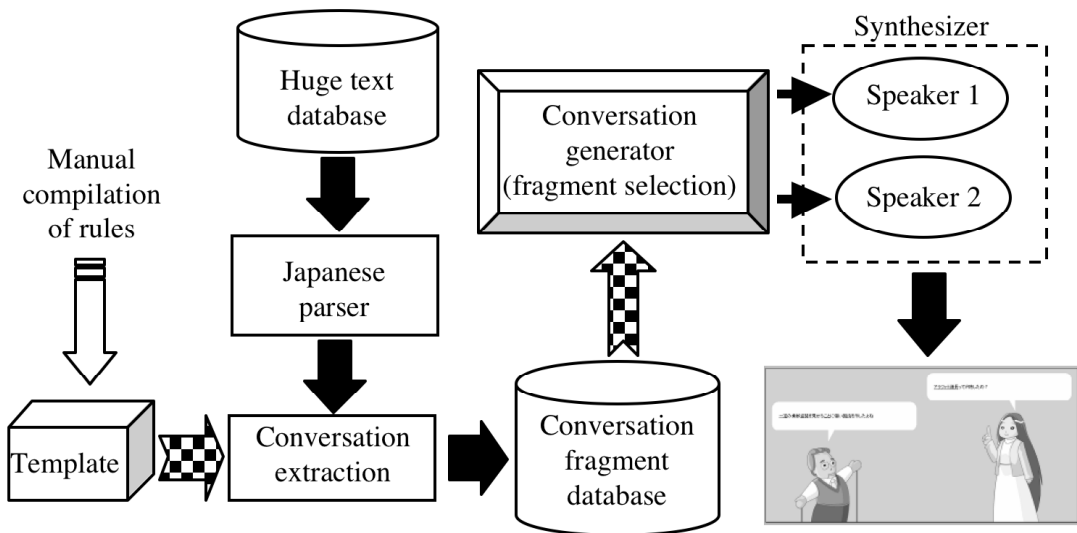 Synthesizer
Huge text
database
Conversation
generator
(fragment selection)
Speaker 1
Speaker 2
Manual
compilation
of rules
Japanese
parser
Template
Conversation
extraction
Conversation
fragment
database